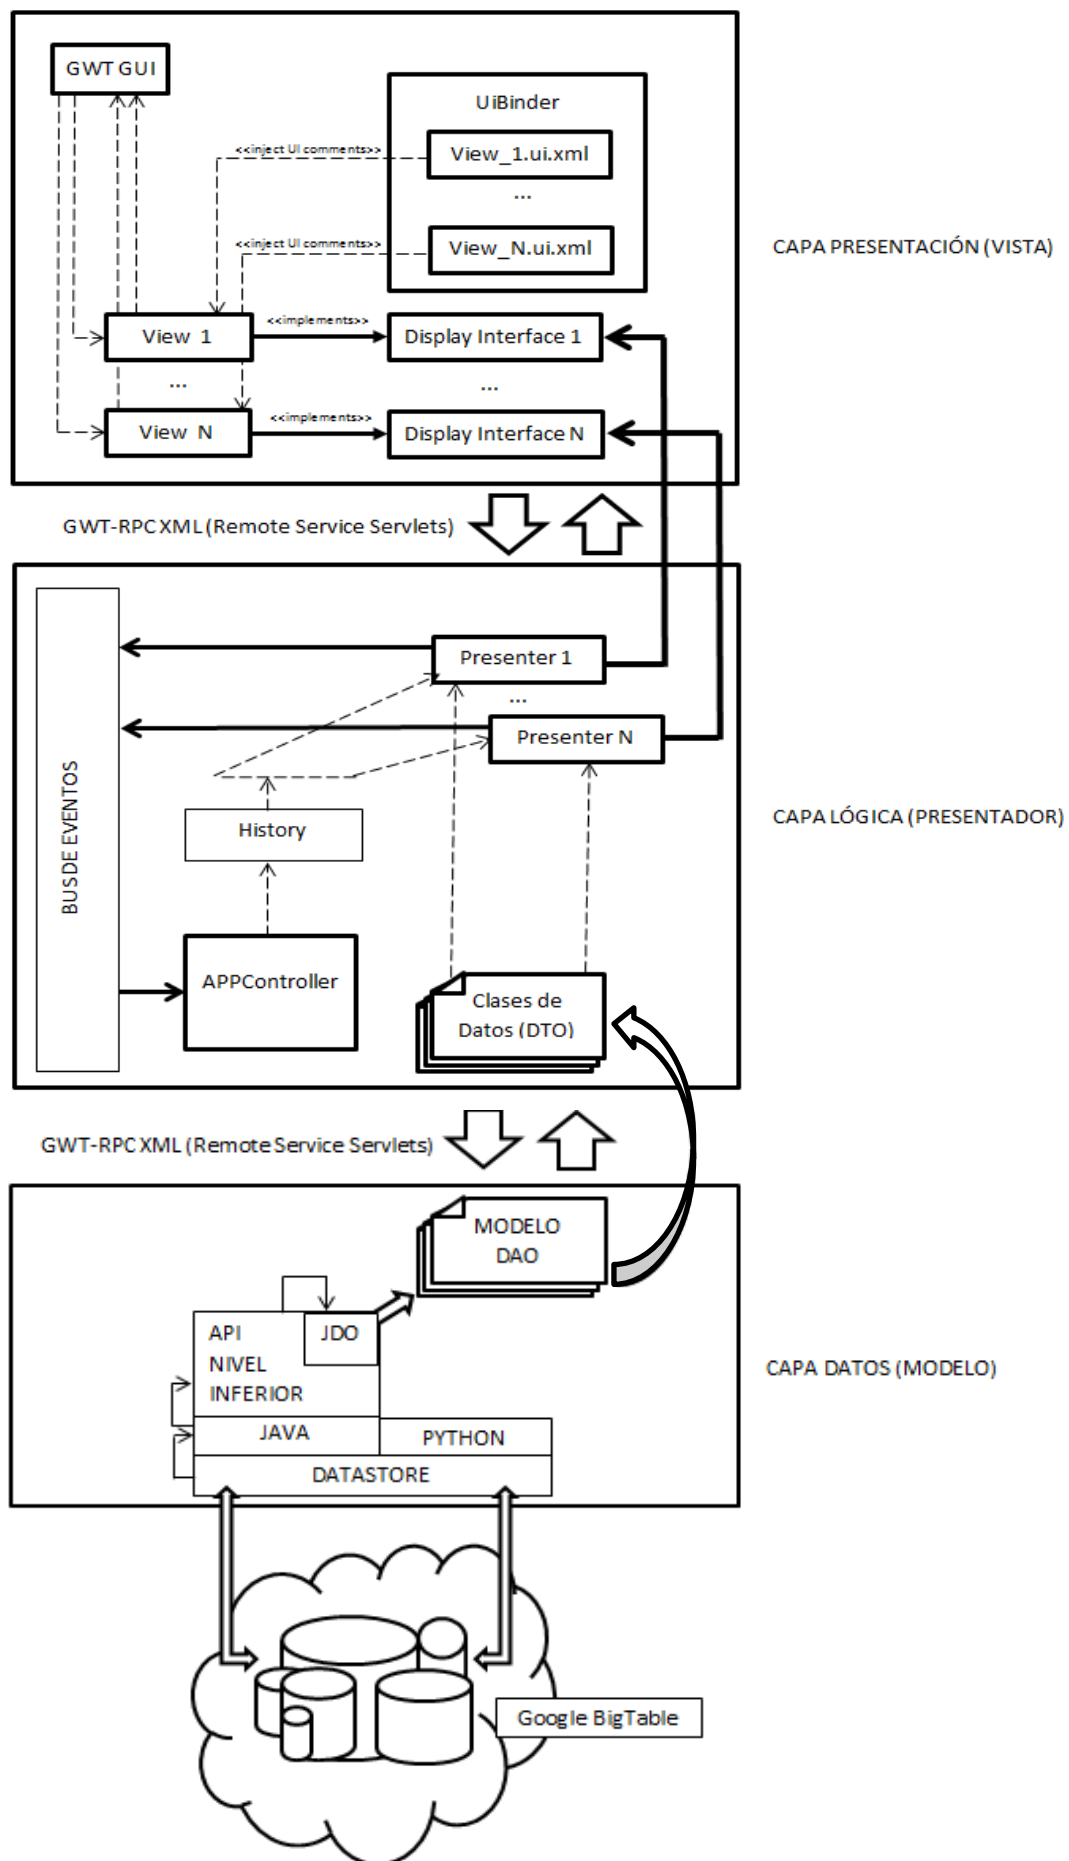 GWT GUI
UiBinder
<<inject UI comments>>
View_1.ui.xml
...
<<inject UI comments>>
View_N.ui.xml
CAPA PRESENTACIÓN (VISTA)
View 1
<<implements>>
Display Interface 1
...
...
View N
<<implements>>
Display Interface N
GWT-RPC XML (Remote Service Servlets)
Presenter 1
...
Presenter N
BUSDE EVENTOS
History
CAPA LÓGICA (PRESENTADOR)
APPController
Clases de
Datos (DTO)
GWT-RPC XML (Remote Service Servlets)
MODELO
DAO
API
NIVEL
INFERIOR
JDO
CAPA DATOS (MODELO)
JAVA
PYTHON
DATASTORE
Google BigTable